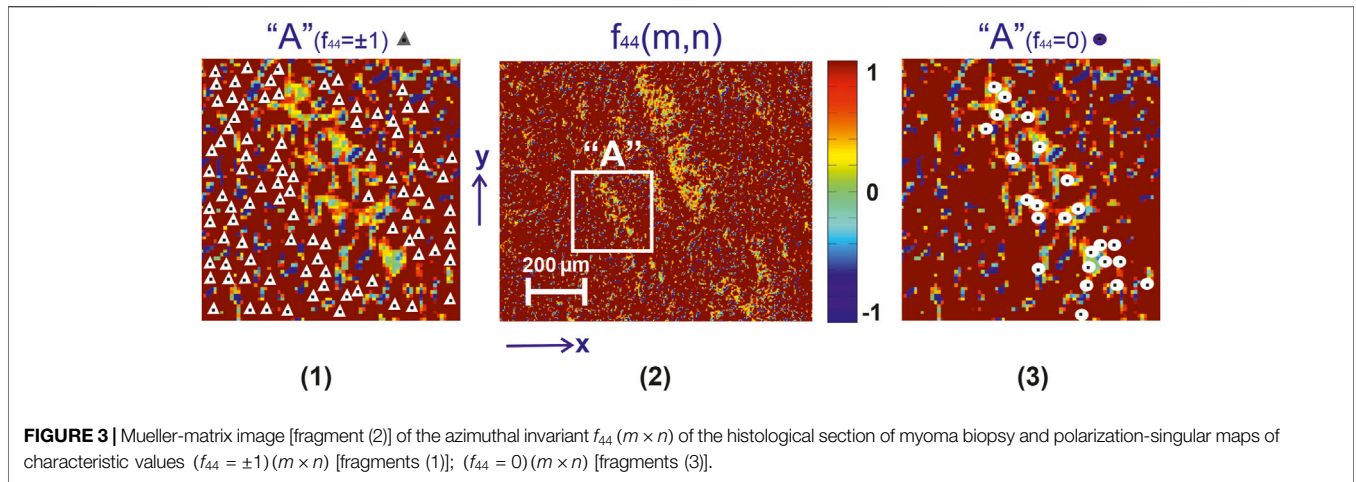 “A”(f₄₄=±1)
f₄₄(m,n)
“A”(f₄₄=0)
“A”
200 µm
y
x
1
0
-1
(1)
(2)
(3)
FIGURE 3 | Mueller-matrix image [fragment (2)] of the azimuthal invariant f₄₄ (m × n) of the histological section of myoma biopsy and polarization-singular maps of
characteristic values (f₄₄ = ±1) (m × n) [fragments (1)]; (f₄₄ = 0) (m × n) [fragments (3)].